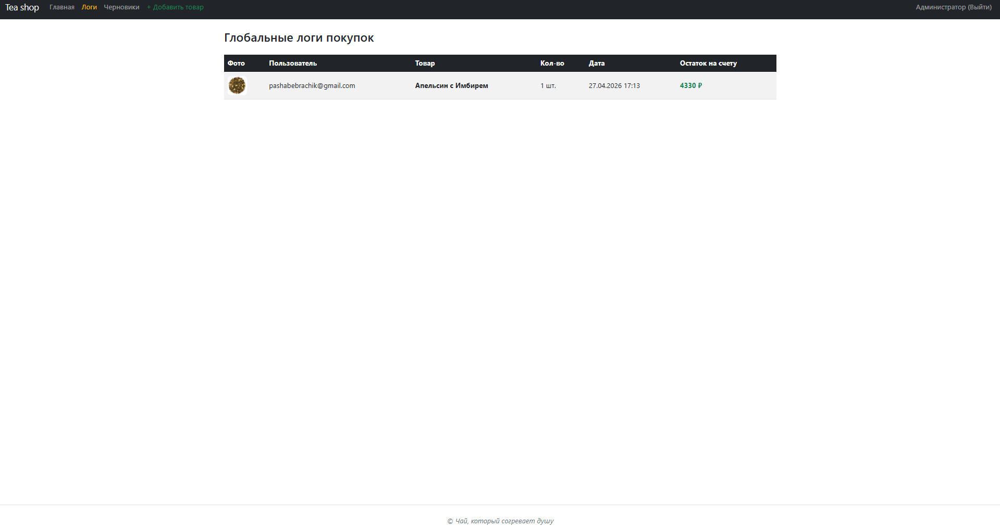 Tea shop Главная Логи Черновики + Добавить товар Администратор (Выйти)
Глобальные логи покупок
Фото Пользователь Товар Кол-во Дата Остаток на счету
pashabebrachik@gmail.com Апельсин с Имбирем 1 шт. 27.04.2026 17:13 4330 ₽
© Чай, который согревает душу